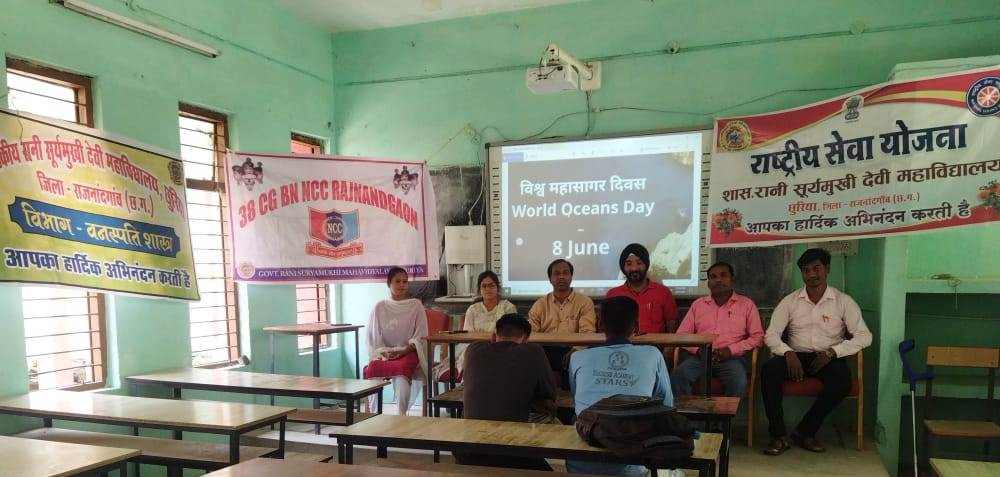 रानी सूर्यमुखी देवी महाविद्यालय, छुरिया
जिला - राजनांदगांव (छ.ग.)
विभाग - वनस्पति शास्त्र
आपका हार्दिक अभिनंदन करती है
38 CG BN NCC RAJNANDGAON
NCC
GOVT. RANI SURYAMUKHI MAHAVIDYALAYA
विश्व महासागर दिवस
World Oceans Day
-
8 June
राष्ट्रीय सेवा योजना
शास. रानी सूर्यमुखी देवी महाविद्यालय
छुरिया, जिला - राजनांदगाँव (छ.ग.)
आपका हार्दिक अभिनंदन करती है
STARS